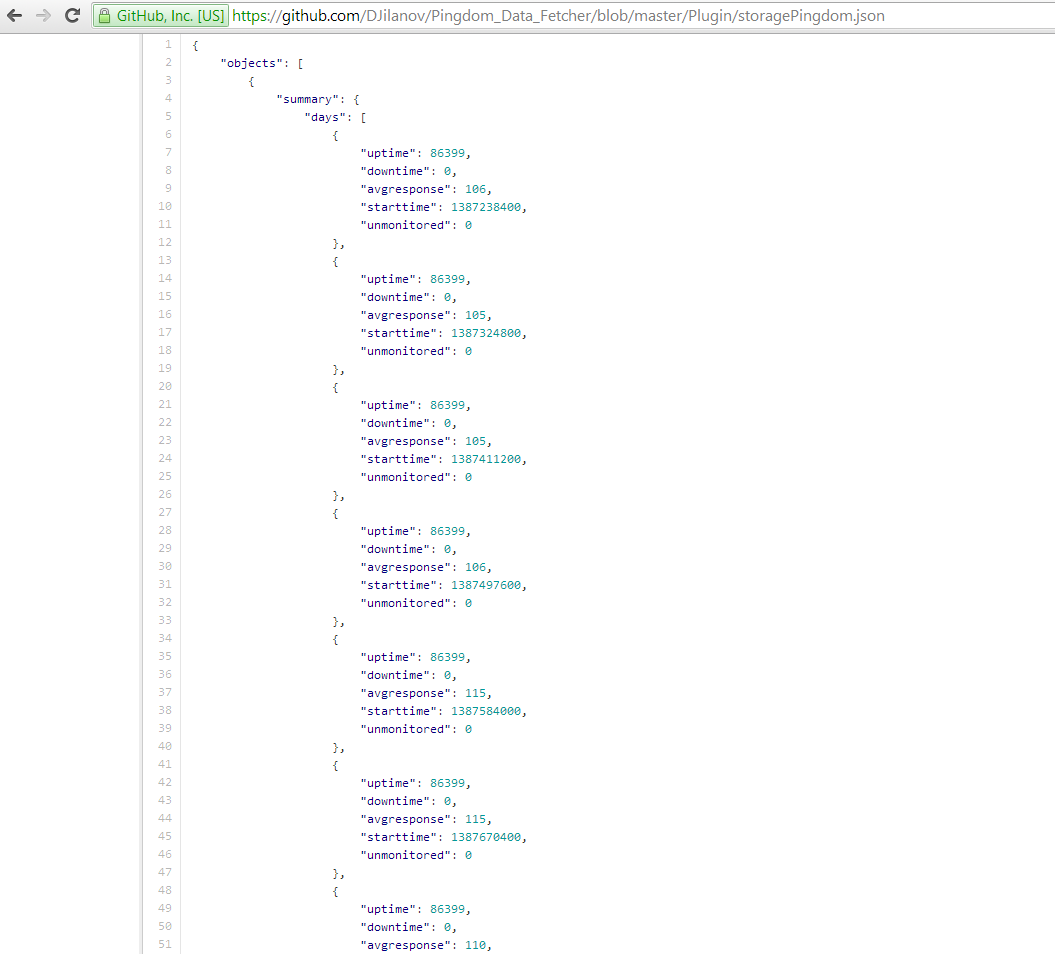 GitHub, Inc. [US] https://github.com/DJilanov/Pingdom_Data_Fetcher/blob/master/Plugin/storagePingdom.json
1 {
2 "objects": [
3 {
4 "summary": {
5 "days": [
6 {
7 "uptime": 86399,
8 "downtime": 0,
9 "avgresponse": 106,
10 "starttime": 1387238400,
11 "unmonitored": 0
12 },
13 {
14 "uptime": 86399,
15 "downtime": 0,
16 "avgresponse": 105,
17 "starttime": 1387324800,
18 "unmonitored": 0
19 },
20 {
21 "uptime": 86399,
22 "downtime": 0,
23 "avgresponse": 105,
24 "starttime": 1387411200,
25 "unmonitored": 0
26 },
27 {
28 "uptime": 86399,
29 "downtime": 0,
30 "avgresponse": 106,
31 "starttime": 1387497600,
32 "unmonitored": 0
33 },
34 {
35 "uptime": 86399,
36 "downtime": 0,
37 "avgresponse": 115,
38 "starttime": 1387584000,
39 "unmonitored": 0
40 },
41 {
42 "uptime": 86399,
43 "downtime": 0,
44 "avgresponse": 115,
45 "starttime": 1387670400,
46 "unmonitored": 0
47 },
48 {
49 "uptime": 86399,
50 "downtime": 0,
51 "avgresponse": 110,